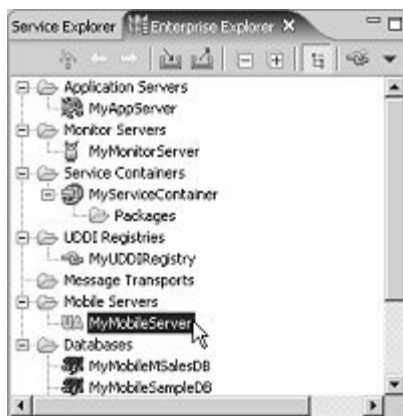 Service Explorer Enterprise Explorer
Application Servers
MyAppServer
Monitor Servers
MyMonitorServer
Service Containers
MyServiceContainer
Packages
UDDI Registries
MyUDDIRegistry
Message Transports
Mobile Servers
MyMobileServer
Databases
MyMobileMSalesDB
MyMobileSampleDB